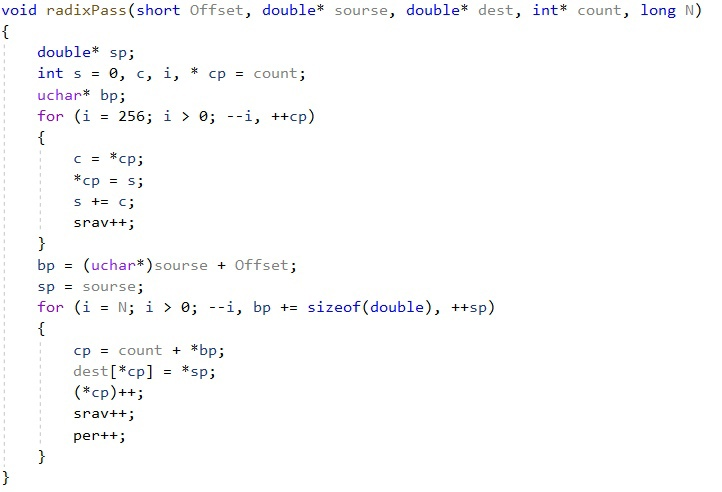 void radixPass(short Offset, double* sourse, double* dest, int* count, long N)
{
    double* sp;
    int s = 0, c, i, * cp = count;
    uchar* bp;
    for (i = 256; i > 0; --i, ++cp)
    {
        c = *cp;
        *cp = s;
        s += c;
        srav++;
    }
    bp = (uchar*)sourse + Offset;
    sp = sourse;
    for (i = N; i > 0; --i, bp += sizeof(double), ++sp)
    {
        cp = count + *bp;
        dest[*cp] = *sp;
        (*cp)++;
        srav++;
        per++;
    }
}